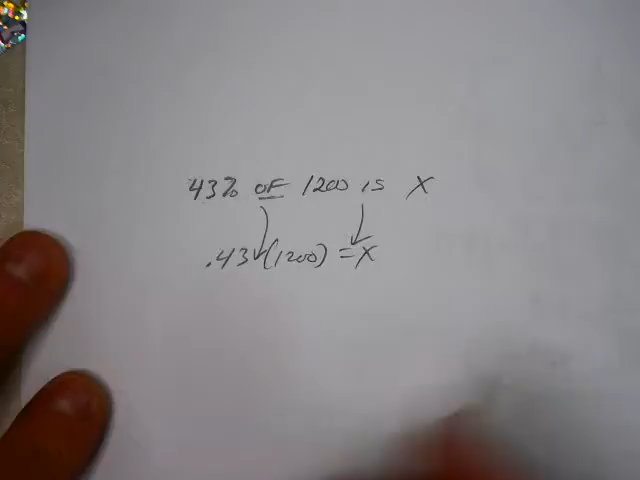 43% of 1200 is X
.43(1200) = X